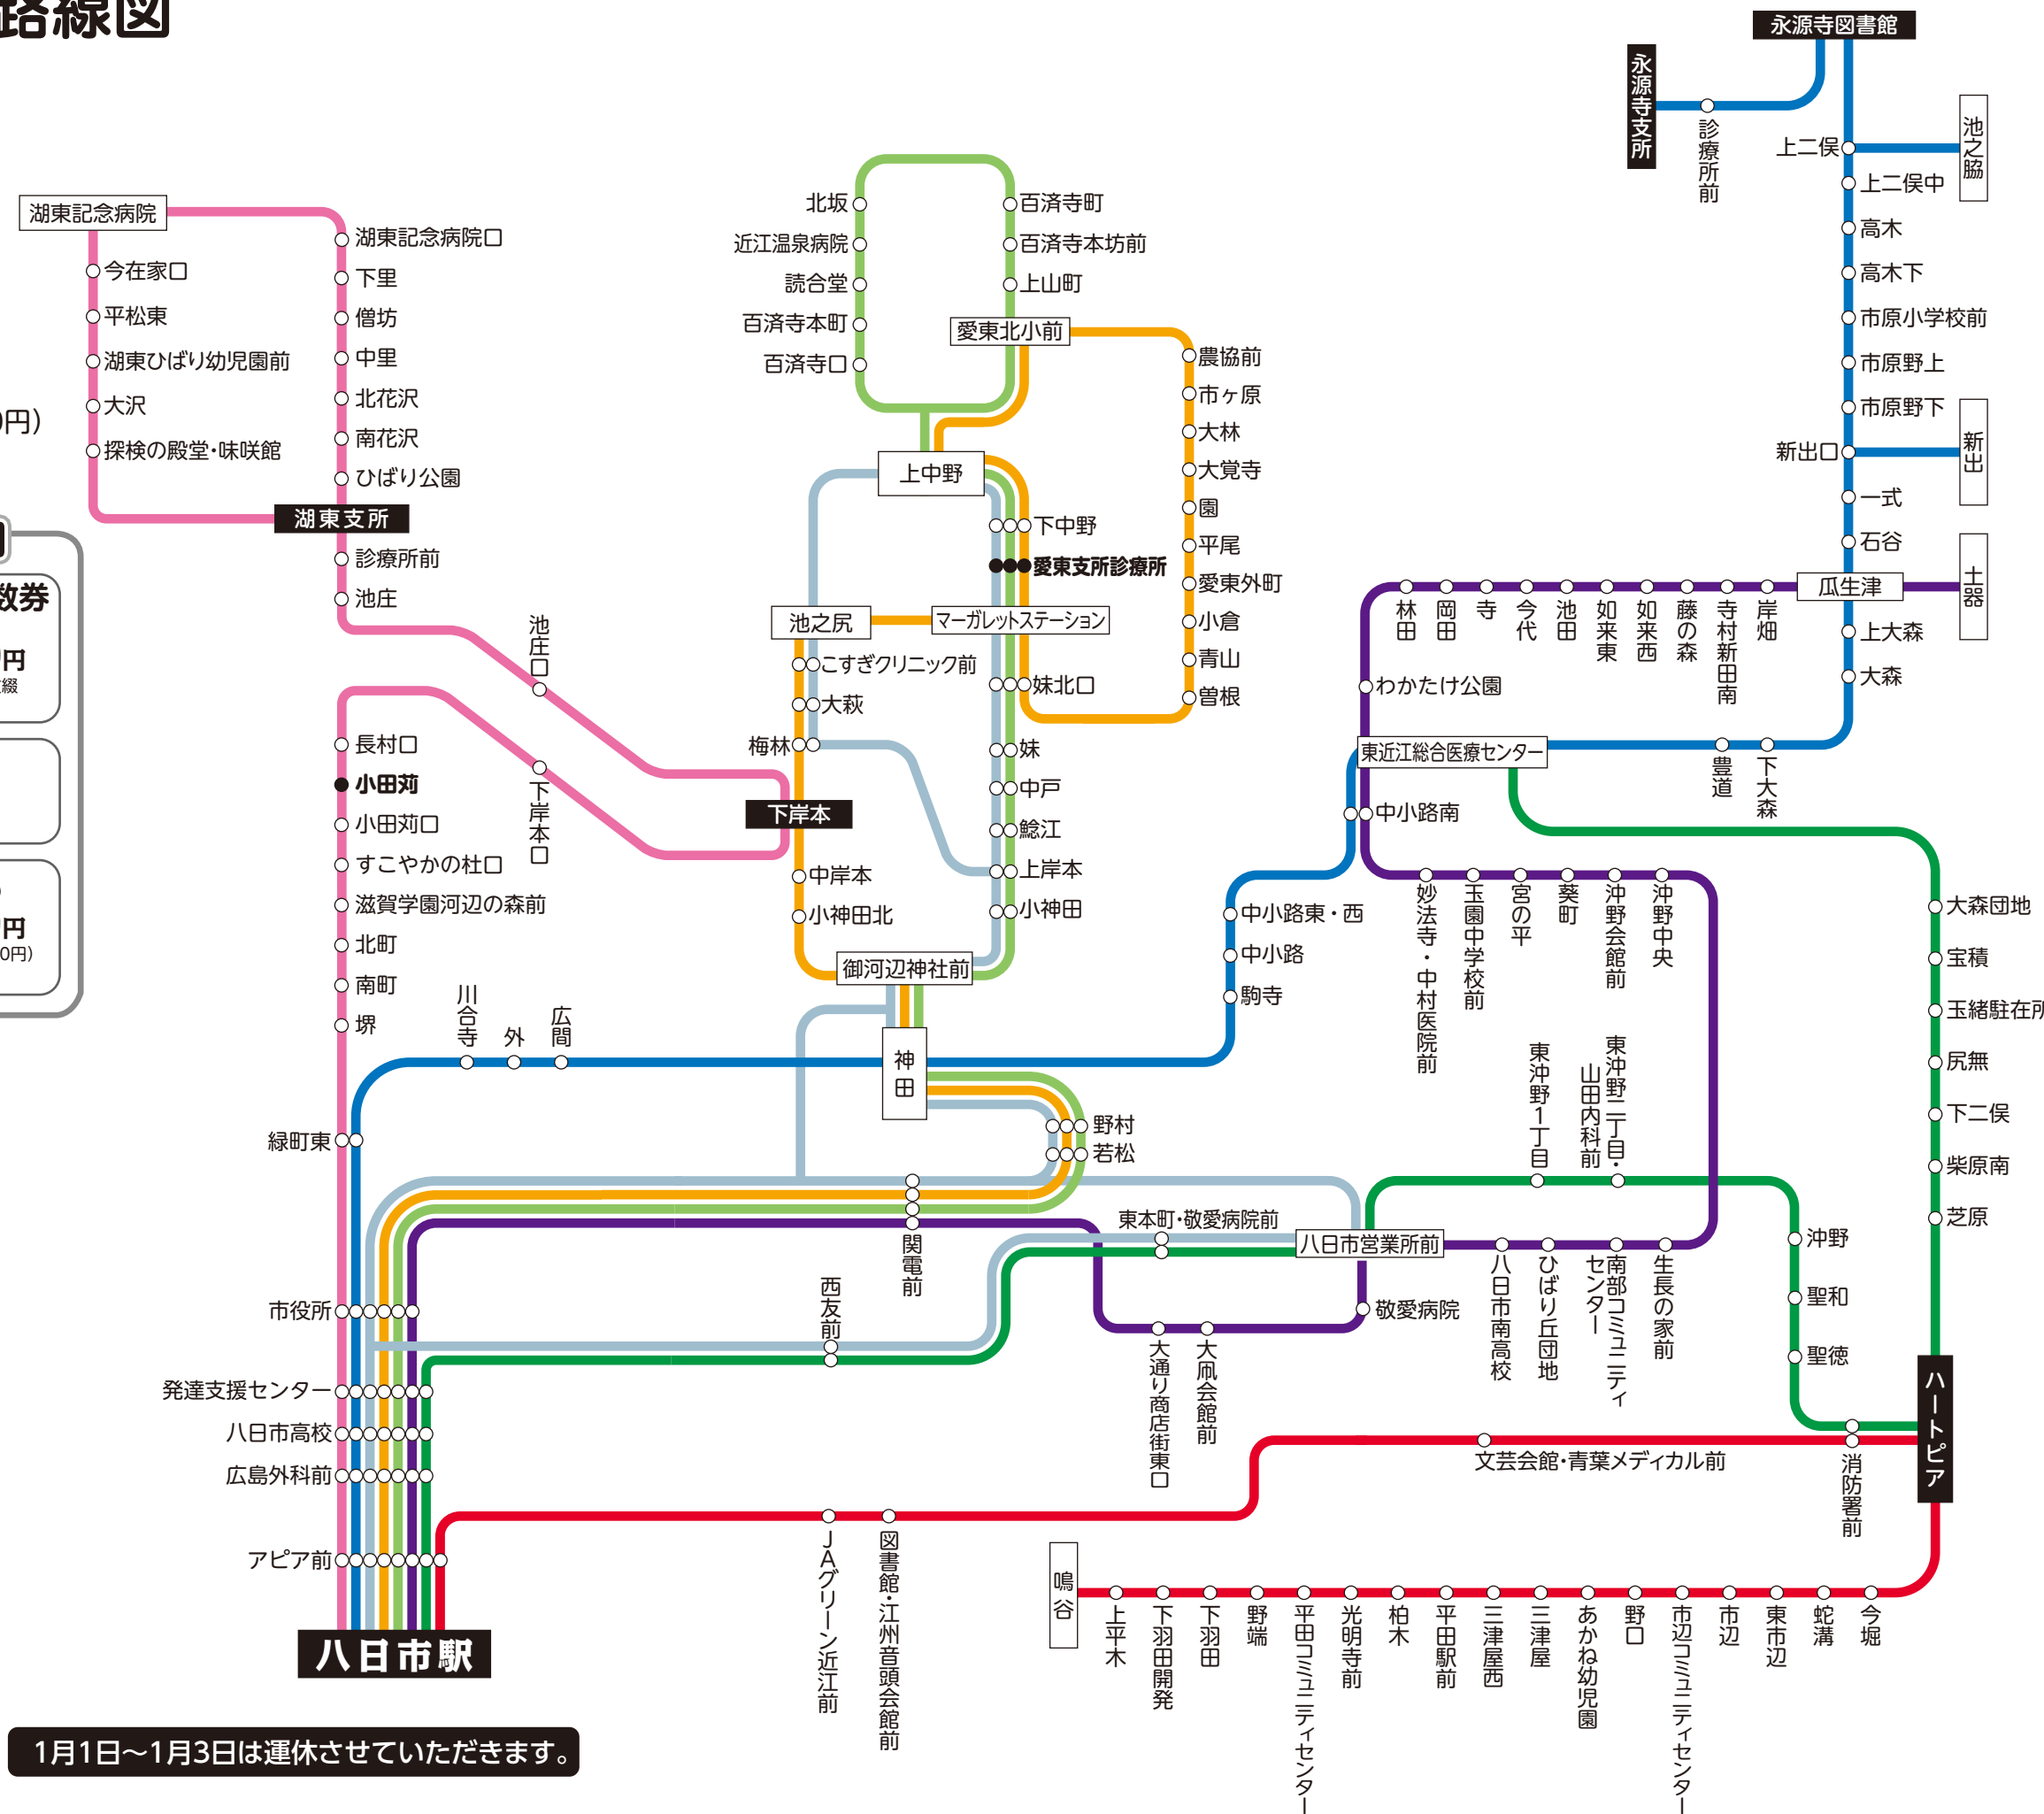 路線図
永源寺図書館
永源寺支所
診療所前
池之脇
上二俣
上二俣中
高木
高木下
市原小学校前
市原野上
市原野下
新出口
新出
一式
石谷
瓜生津
土器
上大森
大森
下大森
豊道
林田
岡田
寺
今代
池田
如来東
如来西
藤の森
寺村新田南
岸畑
わかたけ公園
東近江総合医療センター
中小路南
中小路東・西
中小路
駒寺
妙法寺・中村医院前
玉園中学校前
宮の平
葵町
沖野会館前
沖野中央
大森団地
宝積
玉緒駐在所
尻無
下二俣
柴原南
芝原
東沖野1丁目
東沖野二丁目・
山田内科前
沖野
聖和
聖徳
ハートピア
消防署前
文芸会館・青葉メディカル前
八日市営業所前
八日市南高校
ひばり丘団地
南部コミュニティ
センター
生長の家前
敬愛病院
東本町・敬愛病院前
大通り商店街東口
大凧会館前
関電前
西友前
湖東記念病院
今在家口
平松東
湖東ひばり幼児園前
大沢
探検の殿堂・味咲館
湖東記念病院口
下里
僧坊
中里
北花沢
南花沢
ひばり公園
湖東支所
診療所前
池庄
池庄口
下岸本口
下岸本
長村口
小田苅
小田苅口
すこやかの杜口
滋賀学園河辺の森前
北町
南町
堺
川合寺
外
広間
緑町東
市役所
発達支援センター
八日市高校
広島外科前
アピア前
八日市駅
北坂
近江温泉病院
読合堂
百済寺本町
百済寺口
百済寺町
百済寺本坊前
上山町
愛東北小前
農協前
市ヶ原
大林
大覚寺
園
平尾
愛東外町
小倉
青山
曽根
上中野
下中野
愛東支所診療所
池之尻
マーガレットステーション
こすぎクリニック前
大萩
梅林
妹北口
妹
中戸
鯰江
上岸本
小神田
中岸本
小神田北
御河辺神社前
神田
野村
若松
JAグリーン近江前
図書館・江州音頭会館前
鳴谷
上平木
下羽田開発
下羽田
野端
平田コミュニティセンター
光明寺前
柏木
平田駅前
三津屋西
三津屋
あかね幼児園
野口
市辺コミュニティセンター
市辺
東市辺
蛇溝
今堀
円)
数券
円
綴
円
0円)
1月1日～1月3日は運休させていただきます。